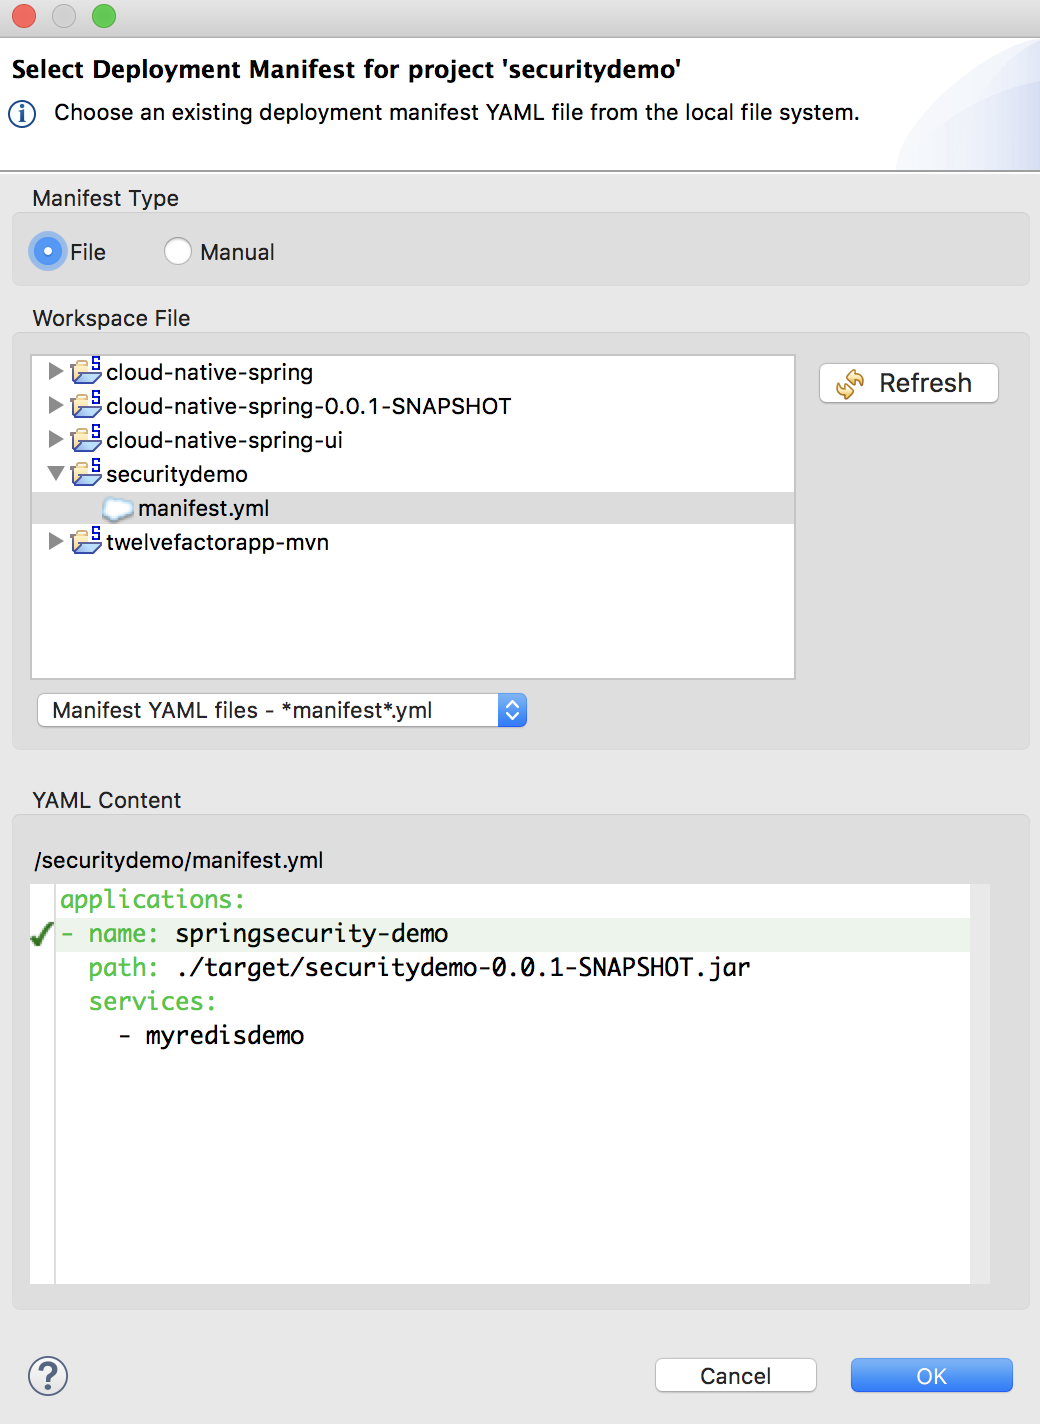 Select Deployment Manifest for project 'securitydemo'
Choose an existing deployment manifest YAML file from the local file system.
Manifest Type
File Manual
Workspace File
cloud-native-spring
cloud-native-spring-0.0.1-SNAPSHOT
cloud-native-spring-ui
securitydemo
manifest.yml
twelvefactorapp-mvn
Refresh
Manifest YAML files - *manifest*.yml
YAML Content
/securitydemo/manifest.yml
applications:
- name: springsecurity-demo
  path: ./target/securitydemo-0.0.1-SNAPSHOT.jar
  services:
    - myredisdemo
Cancel OK